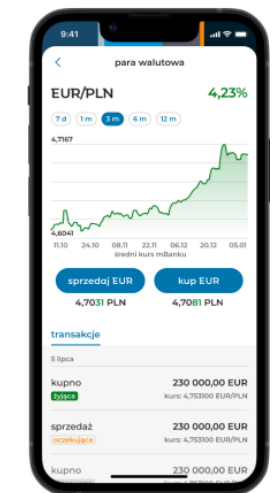 9:41
para walutowa
EUR/PLN 4,23%
7 d 1 m 3 m 6 m 12 m
4,7167
4,6041
11.10 24.10 08.11 22.11 06.12 20.12 05.01
średni kurs mBanku
sprzedaj EUR kup EUR
4,7031 PLN 4,7081 PLN
transakcje
5 lipca
kupno 230 000,00 EUR
żyjąca kurs: 4,753100 EUR/PLN
sprzedaż 230 000,00 EUR
oczekująca kurs: 4,753100 EUR/PLN
kupno 230 000,00 EUR